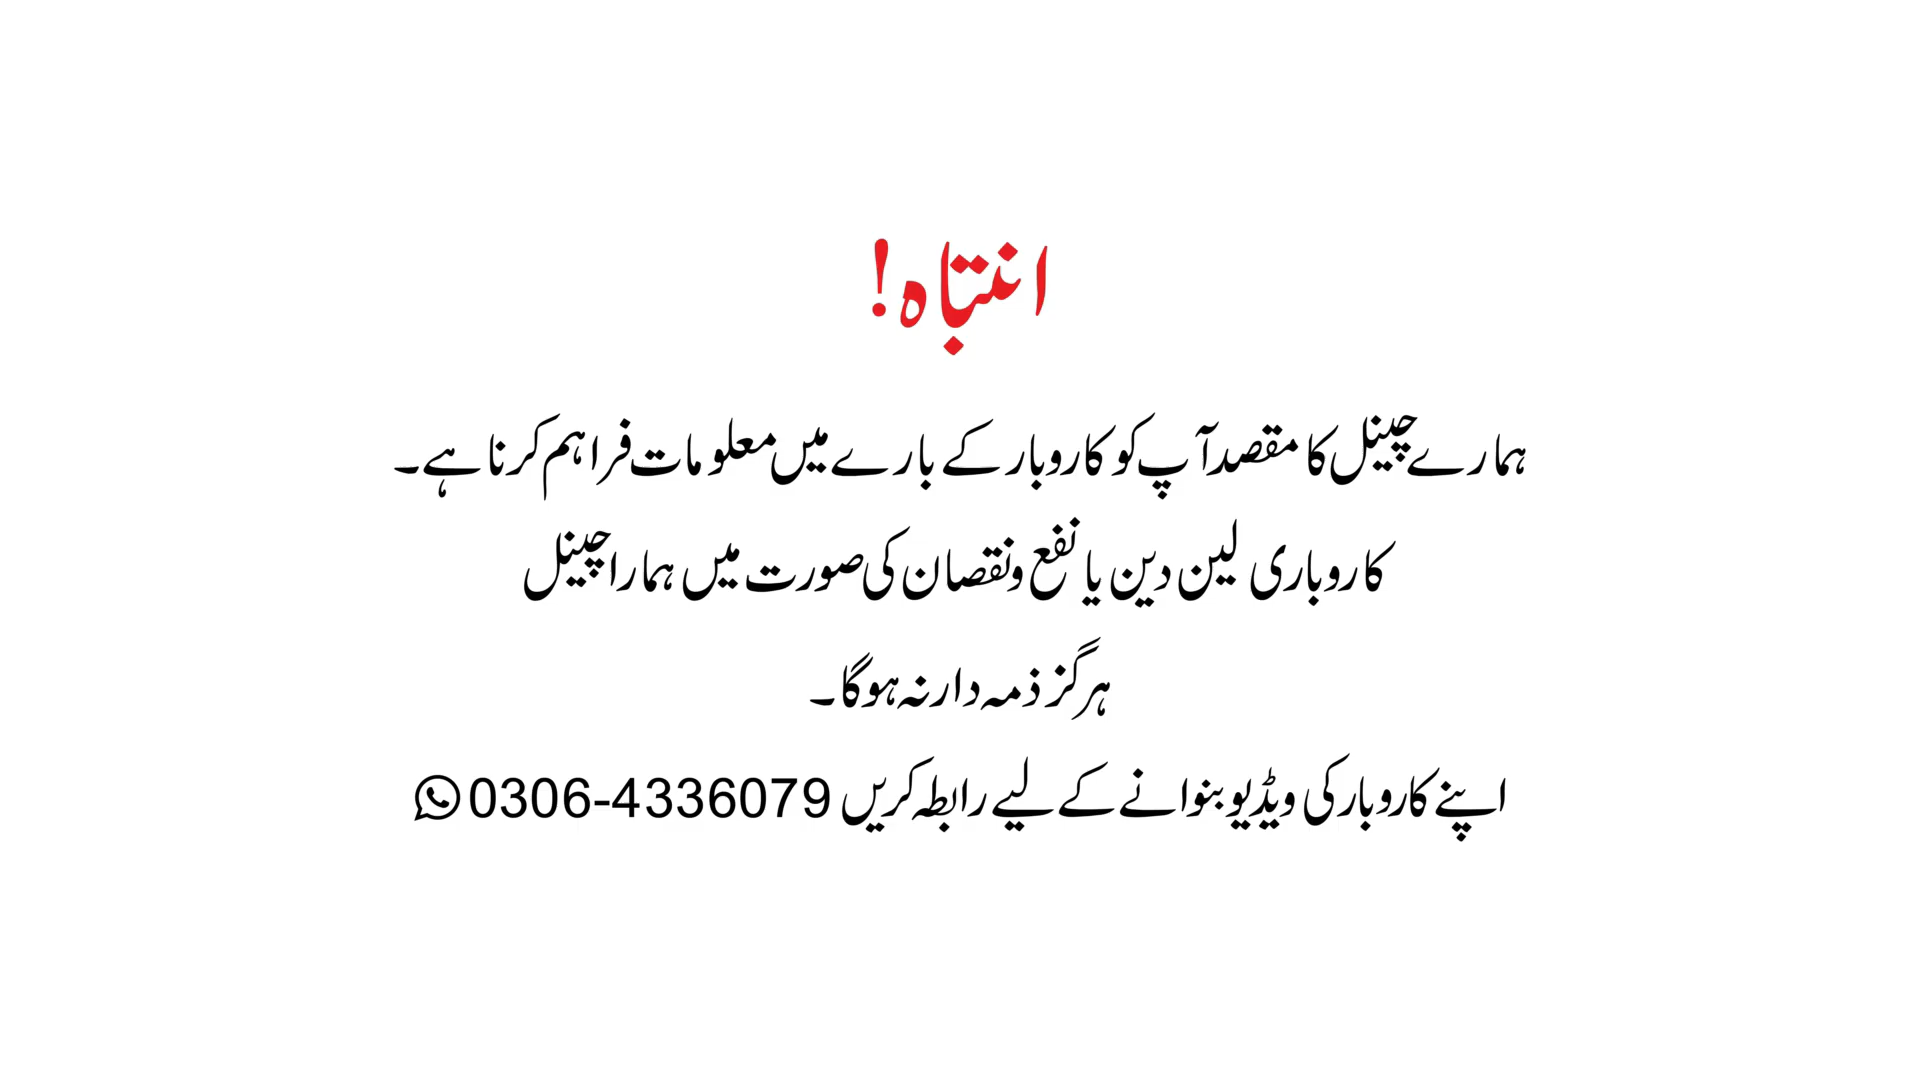 انتباہ!
ہمارے چینل کا مقصد آپ کو کاروبار کے بارے میں معلومات فراہم کرنا ہے۔
کاروباری لین دین یا نفع ونقصان کی صورت میں ہمارا چینل
ہرگز ذمہ دار نہ ہوگا۔
اپنے کاروبار کی ویڈیو بنوانے کے لیے رابطہ کریں 0306-4336079